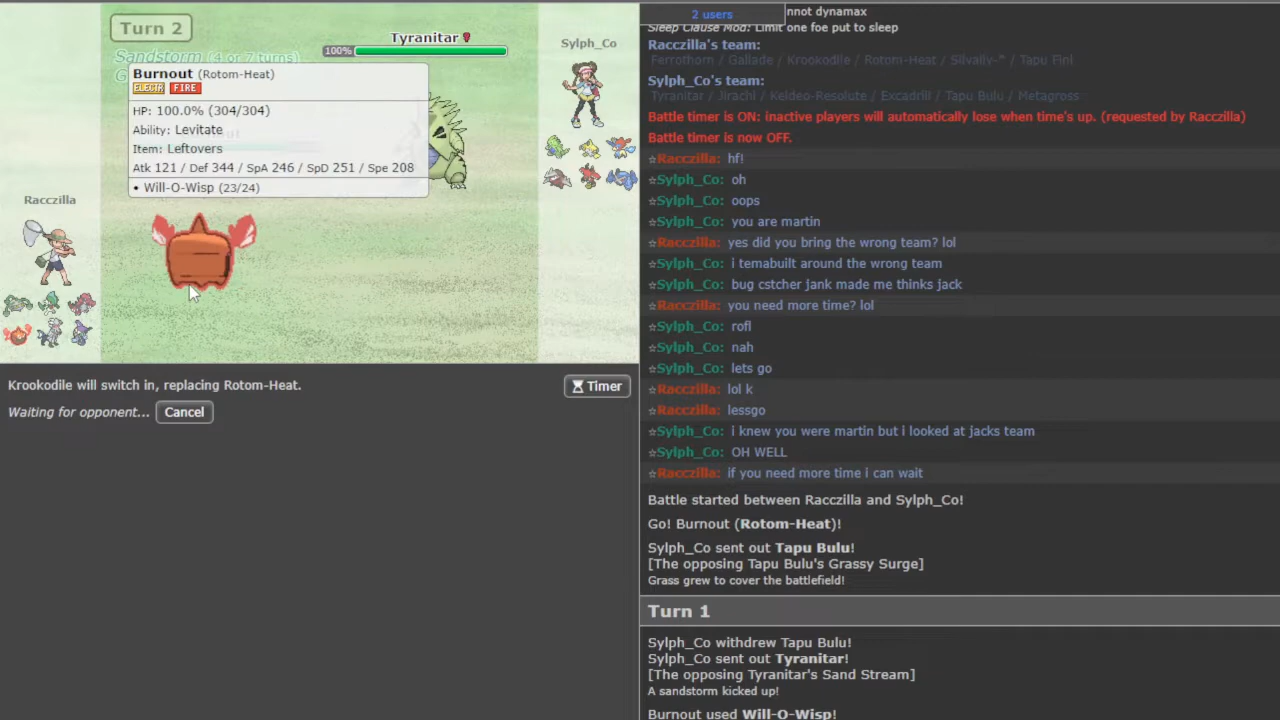 Turn 2
Sandstorm (4 or 7 turns)
G
Tyranitar
100%
Sylph_Co
Burnout (Rotom-Heat)
ELECTR FIRE
HP: 100.0% (304/304)
Ability: Levitate
Item: Leftovers
Atk 121 / Def 344 / SpA 246 / SpD 251 / Spe 208
• Will-O-Wisp (23/24)
Racczilla
Krookodile will switch in, replacing Rotom-Heat.
Timer
Waiting for opponent... Cancel
2 users
nnot dynamax
Sleep Clause Mod: Limit one foe put to sleep
Racczilla's team:
Ferrothorn / Gallade / Krookodile / Rotom-Heat / Silvally-* / Tapu Fini
Sylph_Co's team:
Tyranitar / Jirachi / Keldeo-Resolute / Excadrill / Tapu Bulu / Metagross
Battle timer is ON: inactive players will automatically lose when time's up. (requested by Racczilla)
Battle timer is now OFF.
☆Racczilla: hf!
☆Sylph_Co: oh
☆Sylph_Co: oops
☆Sylph_Co: you are martin
☆Racczilla: yes did you bring the wrong team? lol
☆Sylph_Co: i temabuilt around the wrong team
☆Sylph_Co: bug cstcher jank made me thinks jack
☆Racczilla: you need more time? lol
☆Sylph_Co: rofl
☆Sylph_Co: nah
☆Sylph_Co: lets go
☆Racczilla: lol k
☆Racczilla: lessgo
☆Sylph_Co: i knew you were martin but i looked at jacks team
☆Sylph_Co: OH WELL
☆Racczilla: if you need more time i can wait
Battle started between Racczilla and Sylph_Co!
Go! Burnout (Rotom-Heat)!
Sylph_Co sent out Tapu Bulu!
[The opposing Tapu Bulu's Grassy Surge]
Grass grew to cover the battlefield!
Turn 1
Sylph_Co withdrew Tapu Bulu!
Sylph_Co sent out Tyranitar!
[The opposing Tyranitar's Sand Stream]
A sandstorm kicked up!
Burnout used Will-O-Wisp!